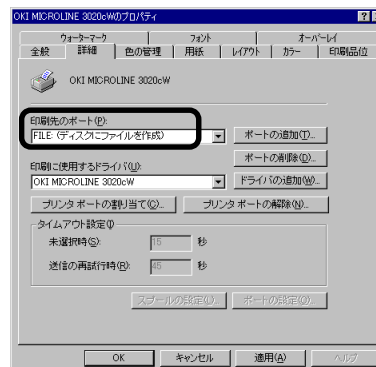 OKI MICROLINE 3020cWのプロパティ
ウォーターマーク フォント オーバーレイ
全般 詳細 色の管理 用紙 レイアウト カラー 印刷品位
OKI MICROLINE 3020cW
印刷先のポート(P):
FILE: (ディスクにファイルを作成) ポートの追加(T)...
ポートの削除(D)...
印刷に使用するドライバ(U):
OKI MICROLINE 3020cW ドライバの追加(W)...
プリンタ ポートの割り当て(C)... プリンタ ポートの解除(N)...
タイムアウト設定
未選択時(S): 15 秒
送信の再試行時(R): 45 秒
スプールの設定(L)... ポートの設定(O)...
OK キャンセル 適用(A) ヘルプ